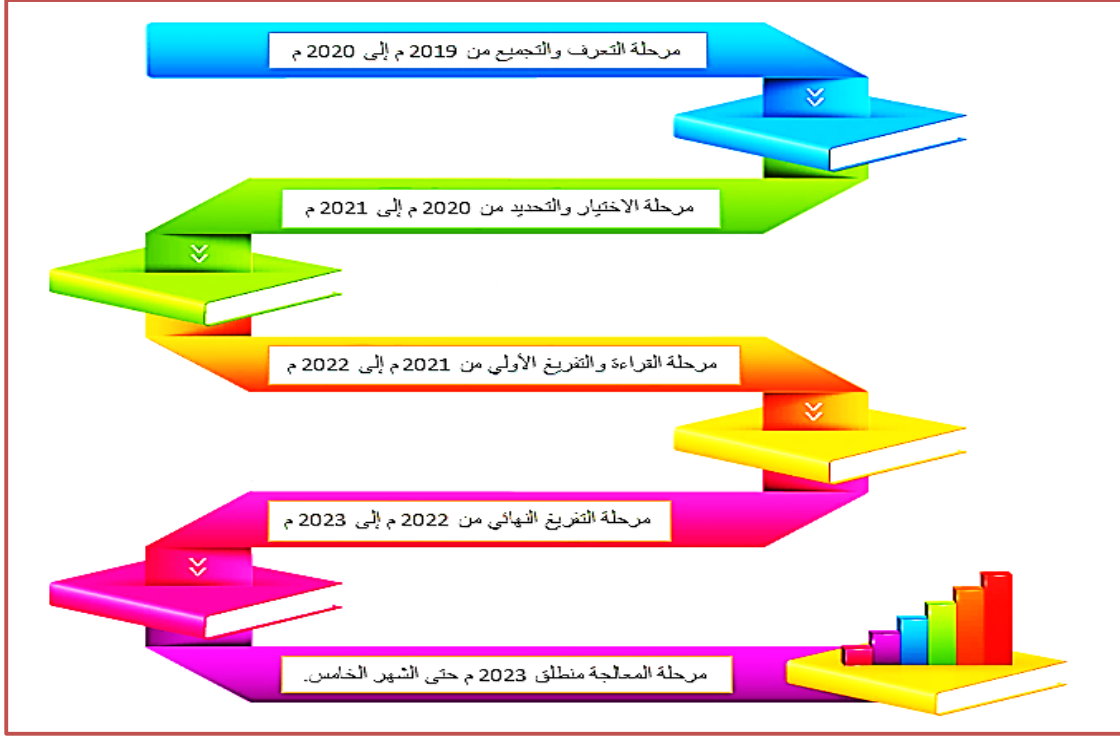 مرحلة التعرف والتجميع من 2019 م إلى 2020 م
مرحلة الاختيار والتحديد من 2020 م إلى 2021 م
مرحلة القراءة والتفريغ الأولي من 2021 م إلى 2022 م
مرحلة التفريغ النهائي من 2022 م إلى 2023 م
مرحلة المعالجة منطلق 2023 م حتى الشهر الخامس.